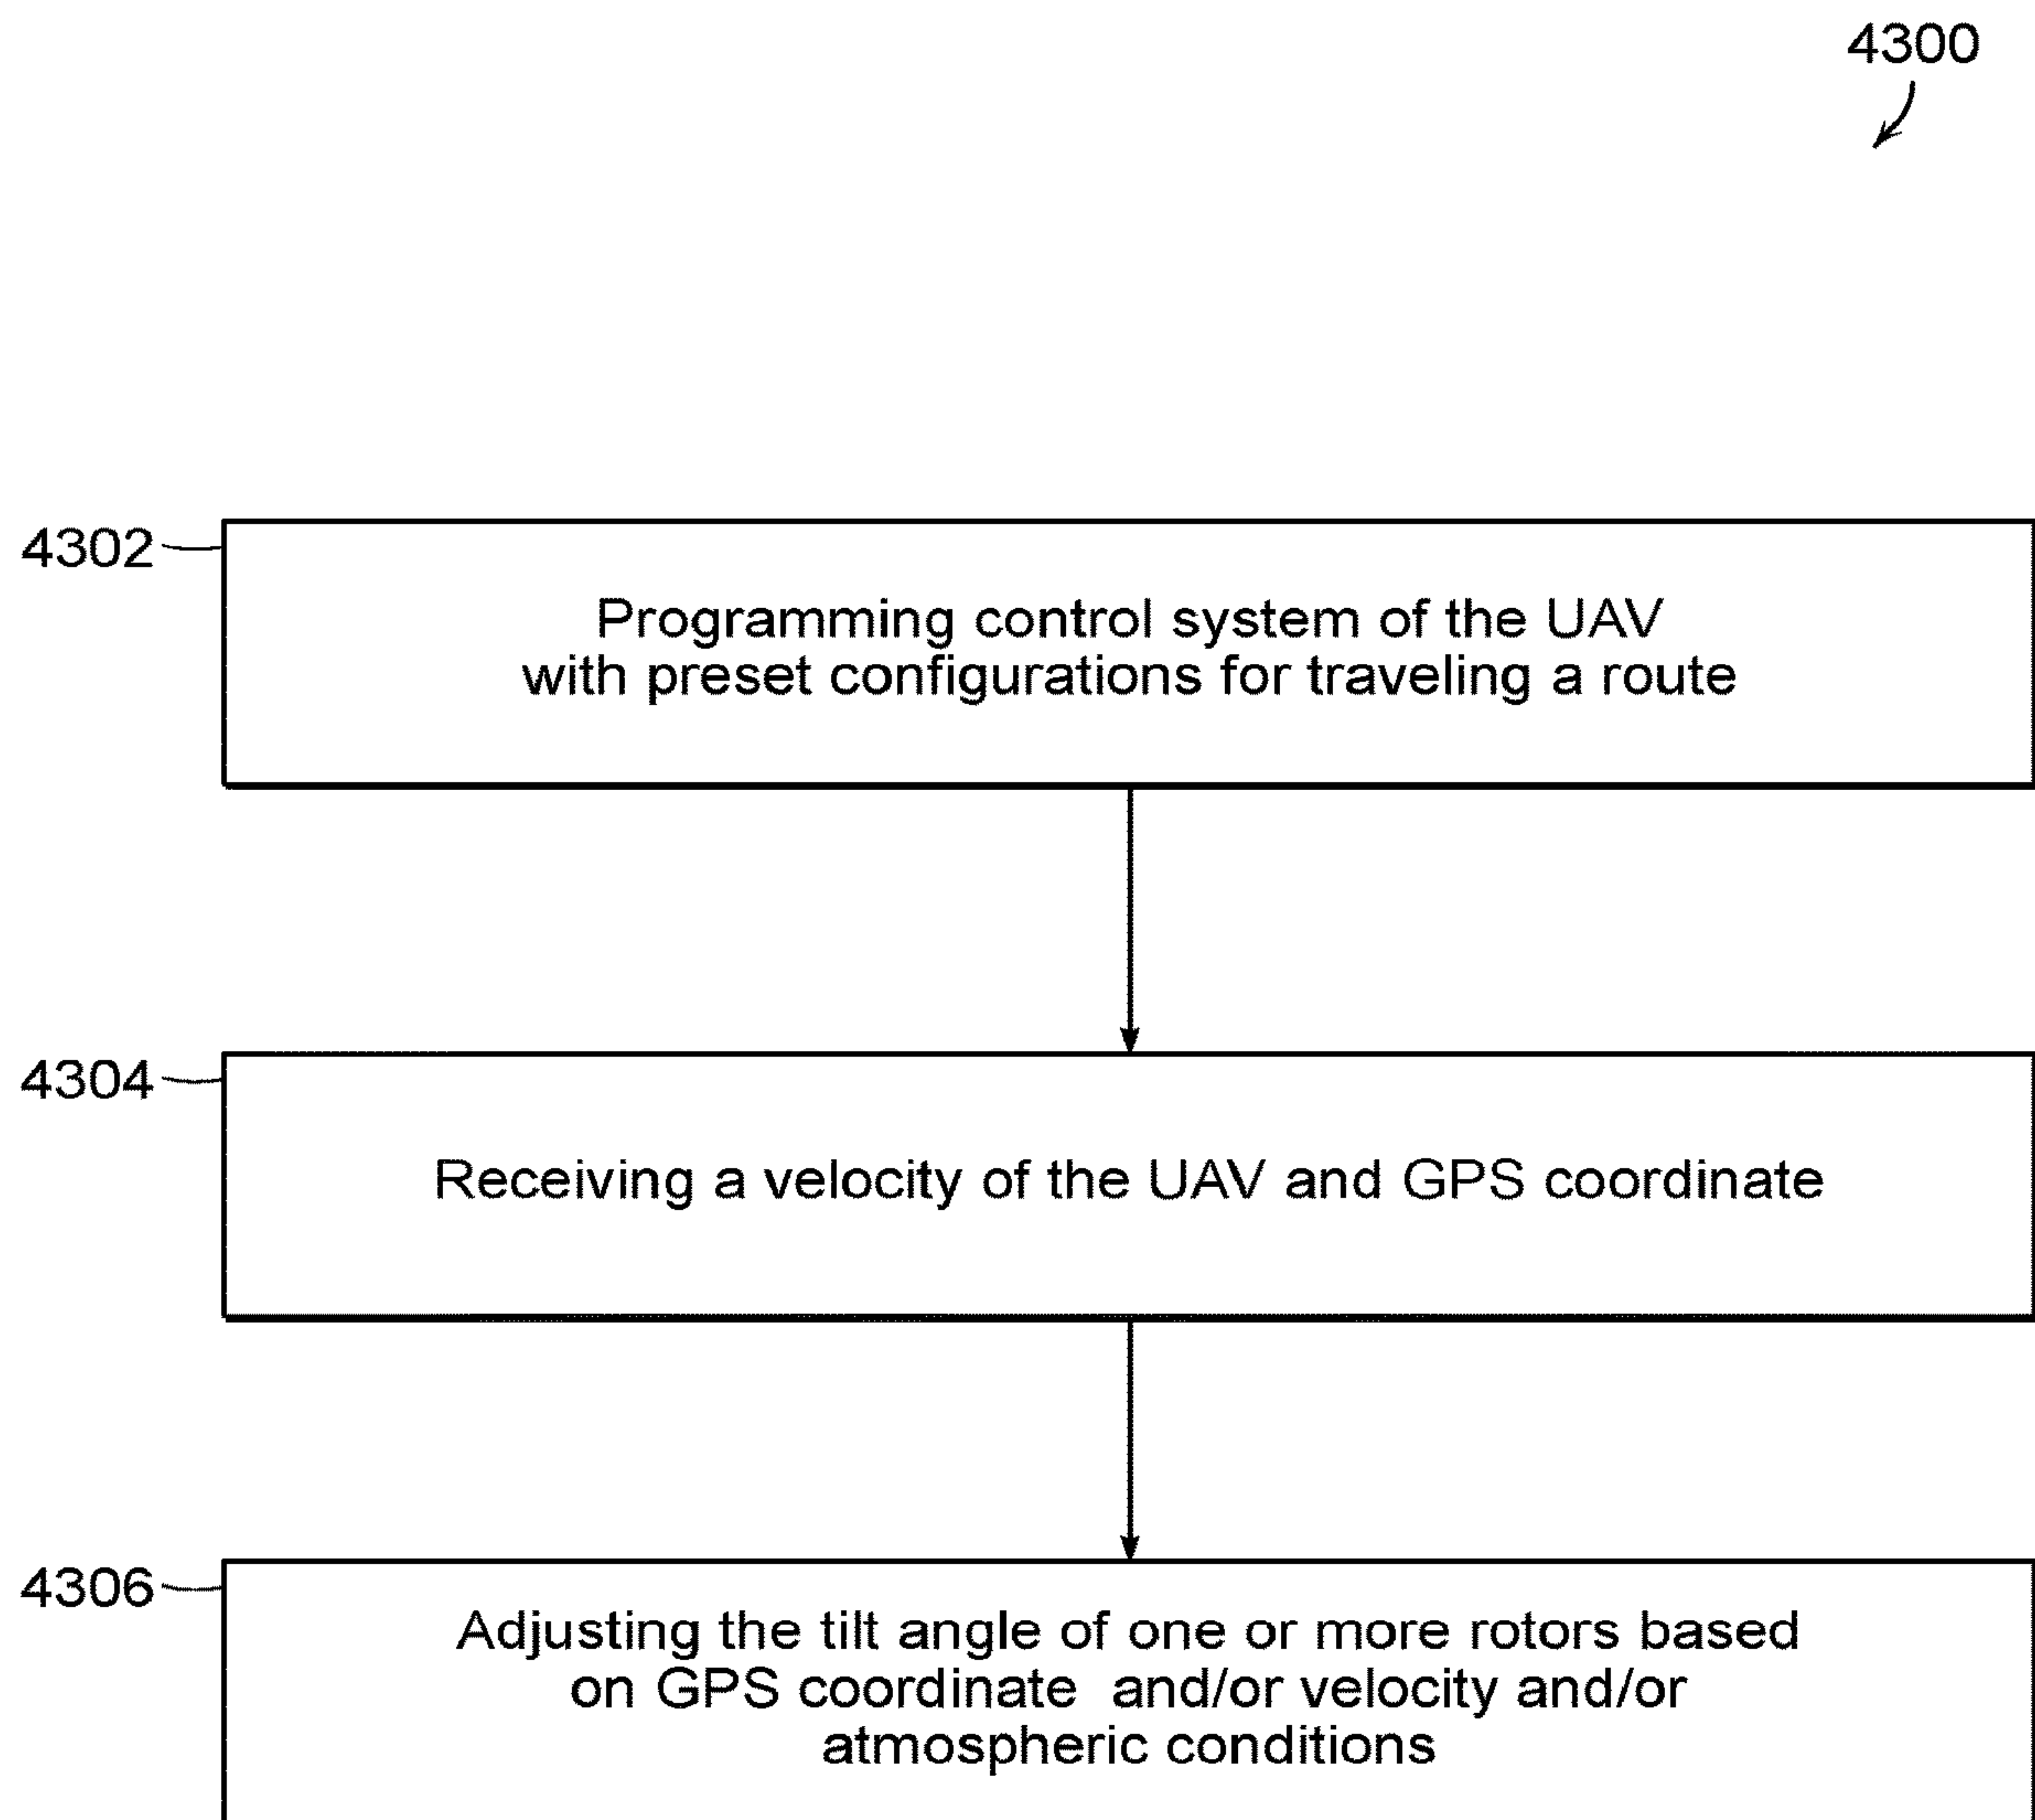 4300
4302
Programming control system of the UAV
with preset configurations for traveling a route
4304
Receiving a velocity of the UAV and GPS coordinate
4306
Adjusting the tilt angle of one or more rotors based
on GPS coordinate and/or velocity and/or
atmospheric conditions